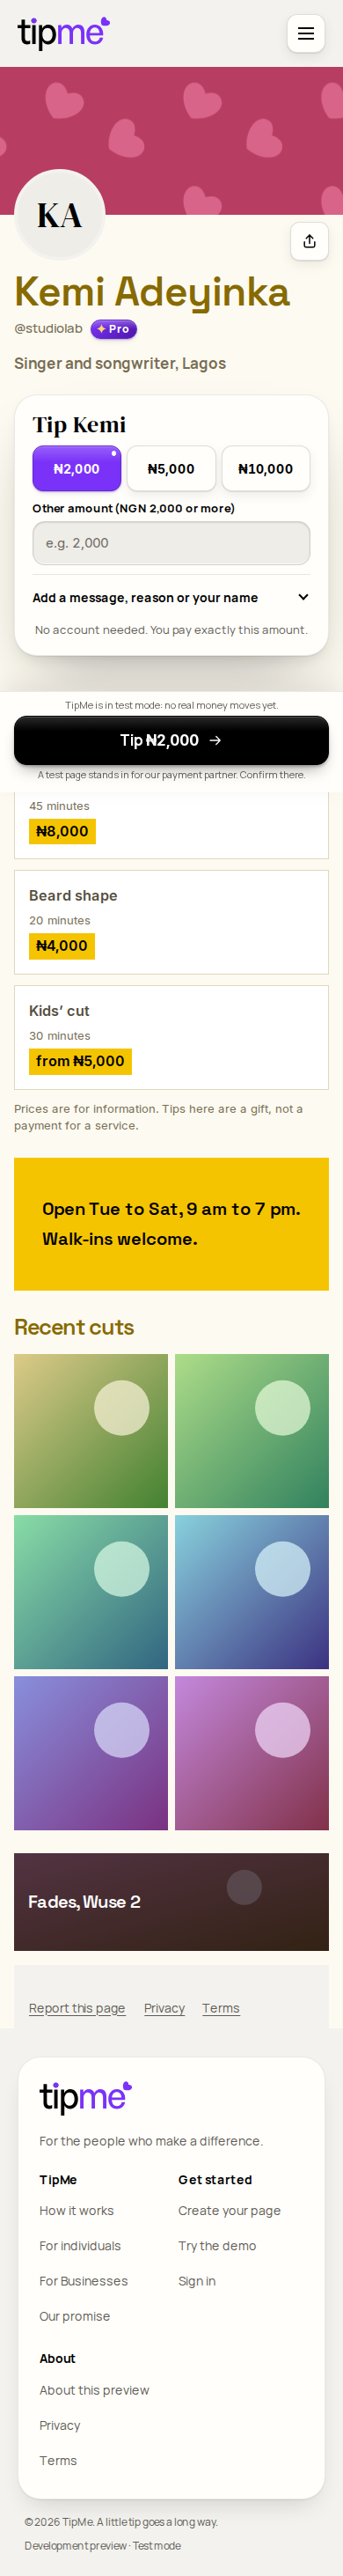 tipme
KA
Kemi Adeyinka
@studiolab Pro
Singer and songwriter, Lagos
Tip Kemi
₦2,000 ₦5,000 ₦10,000
Other amount (NGN 2,000 or more)
e.g. 2,000
Add a message, reason or your name
No account needed. You pay exactly this amount.
TipMe is in test mode: no real money moves yet.
Tip ₦2,000 →
A test page stands in for our payment partner. Confirm there.
45 minutes
₦8,000
Beard shape
20 minutes
₦4,000
Kids’ cut
30 minutes
from ₦5,000
Prices are for information. Tips here are a gift, not a
payment for a service.
Open Tue to Sat, 9 am to 7 pm.
Walk-ins welcome.
Recent cuts
Fades, Wuse 2
Report this page Privacy Terms
tipme
For the people who make a difference.
TipMe Get started
How it works Create your page
For individuals Try the demo
For Businesses Sign in
Our promise
About
About this preview
Privacy
Terms
© 2026 TipMe. A little tip goes a long way.
Development preview · Test mode